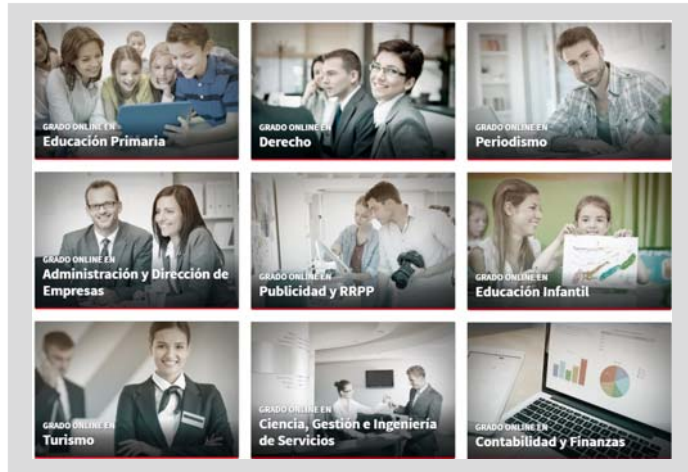 GRADO ONLINE EN
Educación Primaria
GRADO ONLINE EN
Derecho
GRADO ONLINE EN
Periodismo
GRADO ONLINE EN
Administración y Dirección de
Empresas
GRADO ONLINE EN
Publicidad y RRPP
GRADO ONLINE EN
Educación Infantil
GRADO ONLINE EN
Turismo
GRADO ONLINE EN
Ciencia, Gestión e Ingeniería
de Servicios
GRADO ONLINE EN
Contabilidad y Finanzas